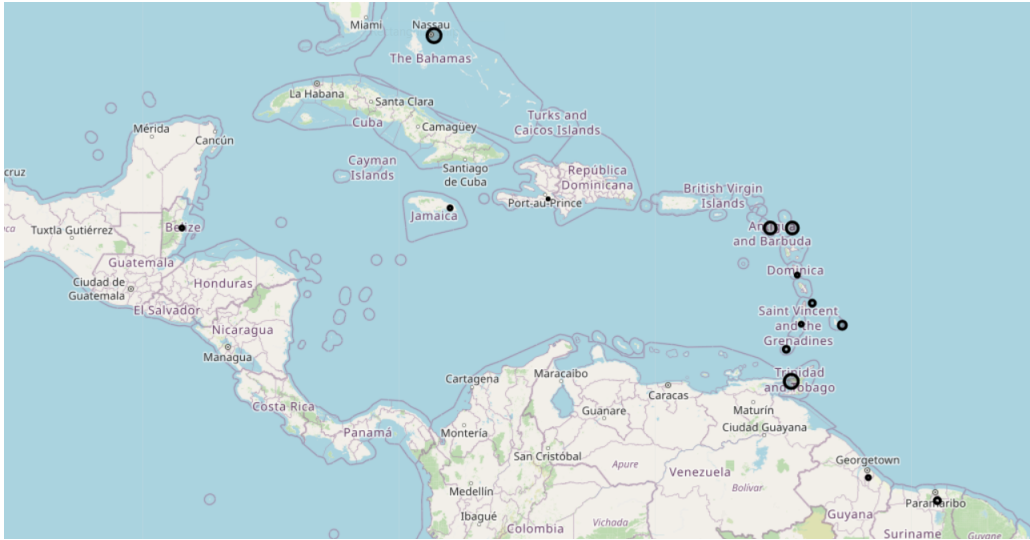 Miami
Nassau
The Bahamas
La Habana
Santa Clara
Cuba
Camagüey
Turks and
Caicos Islands
Mérida
Cancún
Cayman
Islands
Santiago
de Cuba
República
Dominicana
cruz
Port-au-Prince
British Virgin
Islands
Jamaica
Belize
Tuxtla Gutiérrez
and Barbuda
Guatemala
Ciudad de
Guatemala
Honduras
Dominica
El Salvador
Nicaragua
Saint Vincent
and the
Grenadines
Managua
Cartagena
Maracaibo
Trinidad
and Tobago
Caracas
Costa Rica
Guanare
Maturín
Ciudad Guayana
Panamá
Montería
San Cristóbal
Apure
Georgetown
Venezuela
Medellín
Bolívar
Paramaribo
Ibagué
Guyana
Colombia
Vichada
Suriname
Guyane